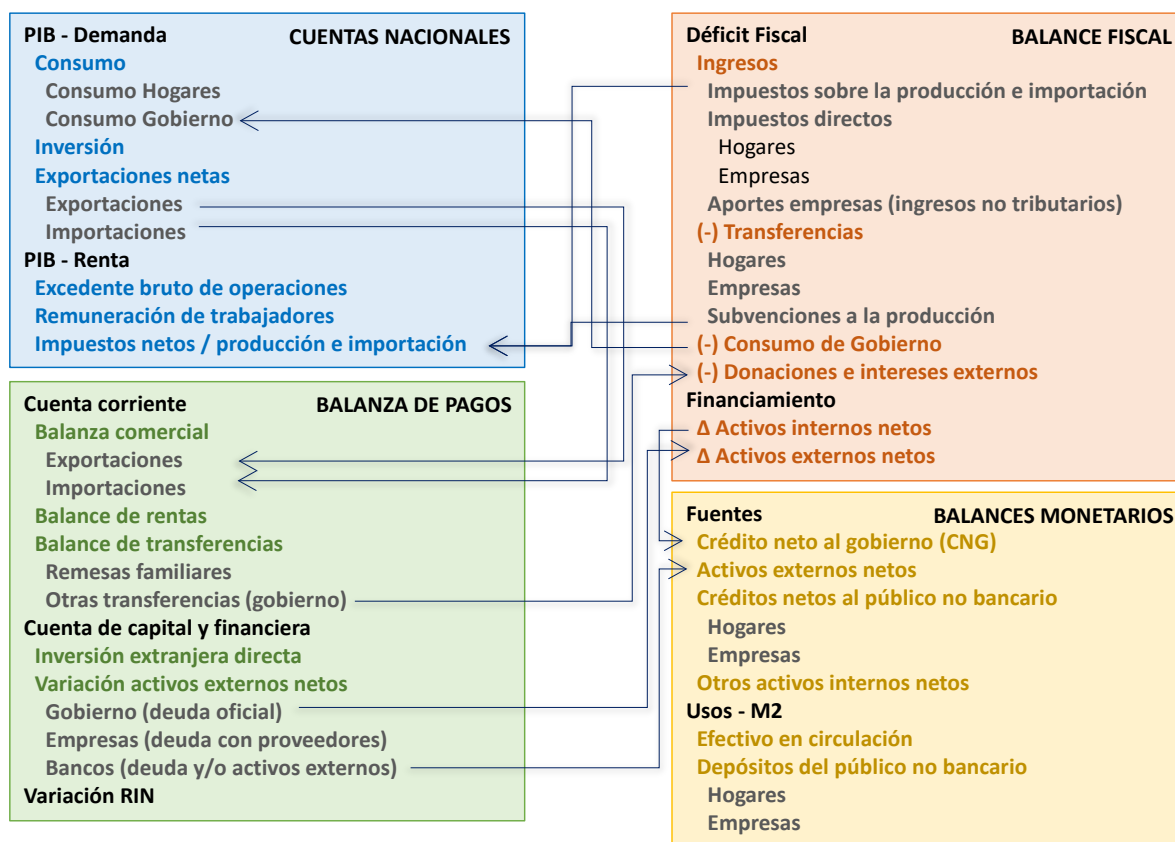 PIB - Demanda CUENTAS NACIONALES
Consumo
Consumo Hogares
Consumo Gobierno
Inversión
Exportaciones netas
Exportaciones
Importaciones
PIB - Renta
Excedente bruto de operaciones
Remuneración de trabajadores
Impuestos netos / producción e importación
Cuenta corriente BALANZA DE PAGOS
Balanza comercial
Exportaciones
Importaciones
Balance de rentas
Balance de transferencias
Remesas familiares
Otras transferencias (gobierno)
Cuenta de capital y financiera
Inversión extranjera directa
Variación activos externos netos
Gobierno (deuda oficial)
Empresas (deuda con proveedores)
Bancos (deuda y/o activos externos)
Variación RIN
Déficit Fiscal BALANCE FISCAL
Ingresos
Impuestos sobre la producción e importación
Impuestos directos
Hogares
Empresas
Aportes empresas (ingresos no tributarios)
(-) Transferencias
Hogares
Empresas
Subvenciones a la producción
(-) Consumo de Gobierno
(-) Donaciones e intereses externos
Financiamiento
Δ Activos internos netos
Δ Activos externos netos
Fuentes BALANCES MONETARIOS
Crédito neto al gobierno (CNG)
Activos externos netos
Créditos netos al público no bancario
Hogares
Empresas
Otros activos internos netos
Usos - M2
Efectivo en circulación
Depósitos del público no bancario
Hogares
Empresas